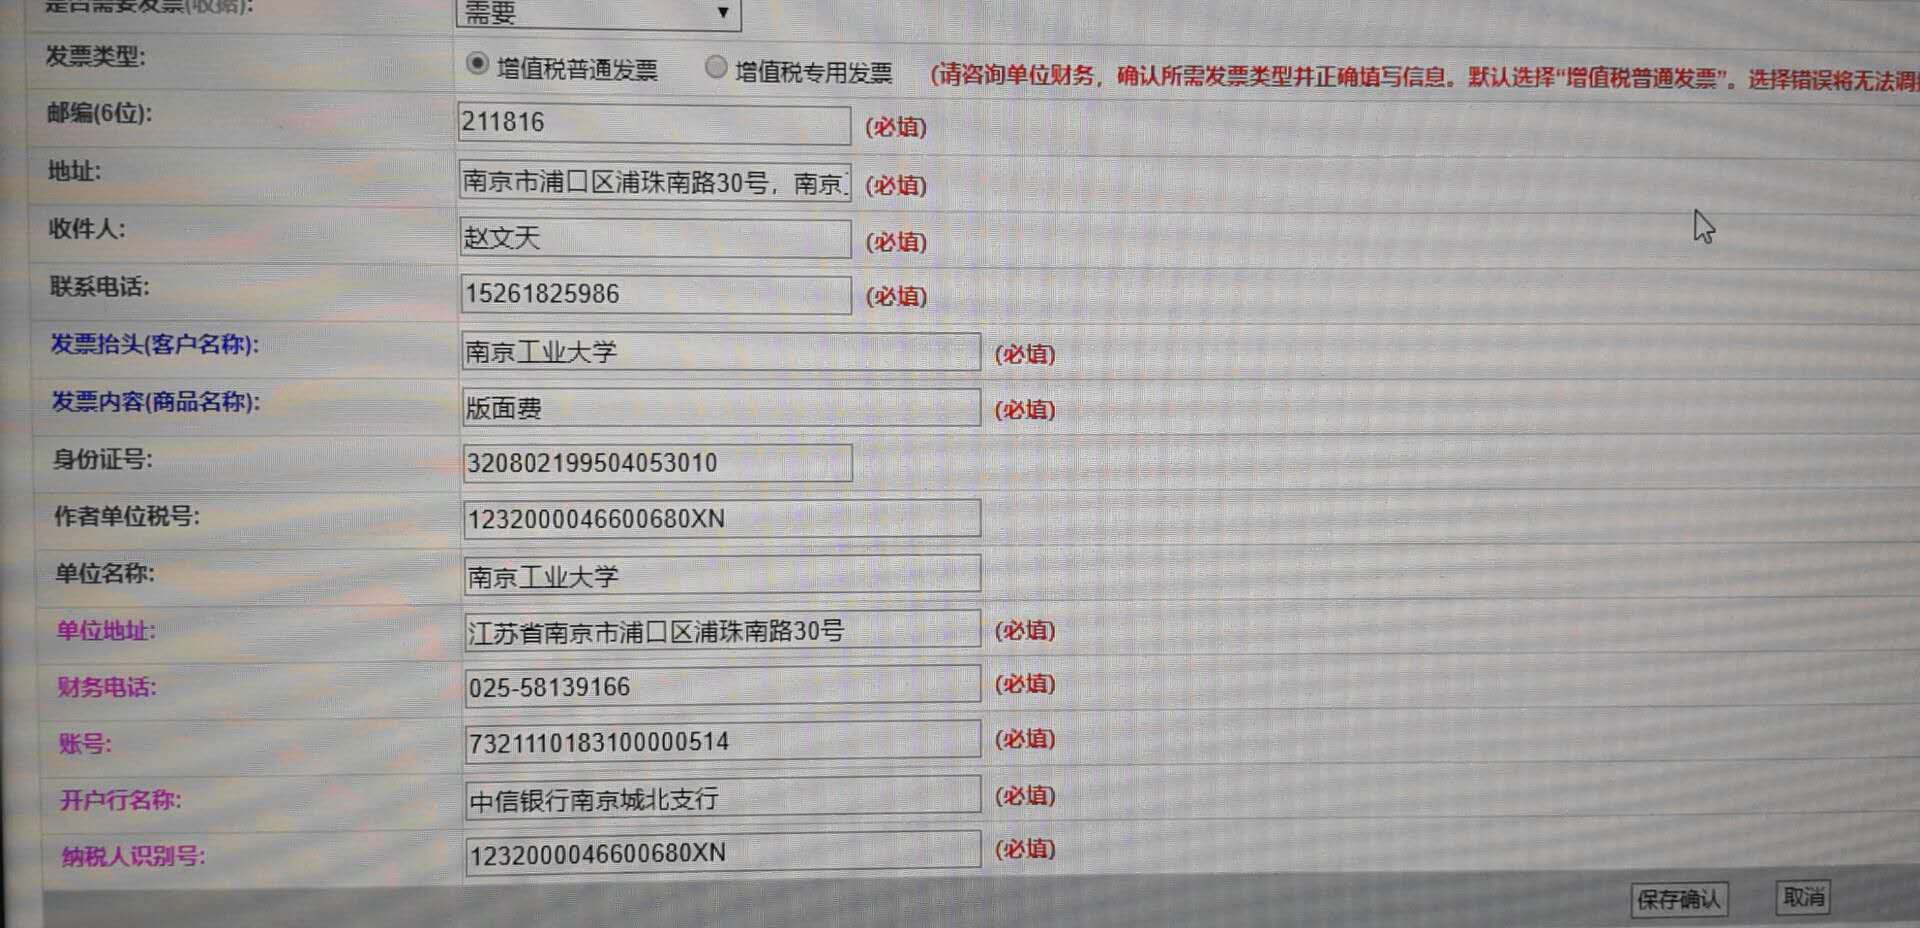 是否需要发票(收据): 需要
发票类型: 增值税普通发票 增值税专用发票 (请咨询单位财务，确认所需发票类型并正确填写信息。默认选择“增值税普通发票”。选择错误将无法调
邮编(6位): 211816 (必填)
地址: 南京市浦口区浦珠南路30号，南京 (必填)
收件人: 赵文天 (必填)
联系电话: 15261825986 (必填)
发票抬头(客户名称): 南京工业大学 (必填)
发票内容(商品名称): 版面费 (必填)
身份证号: 320802199504053010
作者单位税号: 1232000046600680XN
单位名称: 南京工业大学
单位地址: 江苏省南京市浦口区浦珠南路30号 (必填)
财务电话: 025-58139166 (必填)
账号: 7321110183100000514 (必填)
开户行名称: 中信银行南京城北支行 (必填)
纳税人识别号: 1232000046600680XN (必填)
保存确认 取消